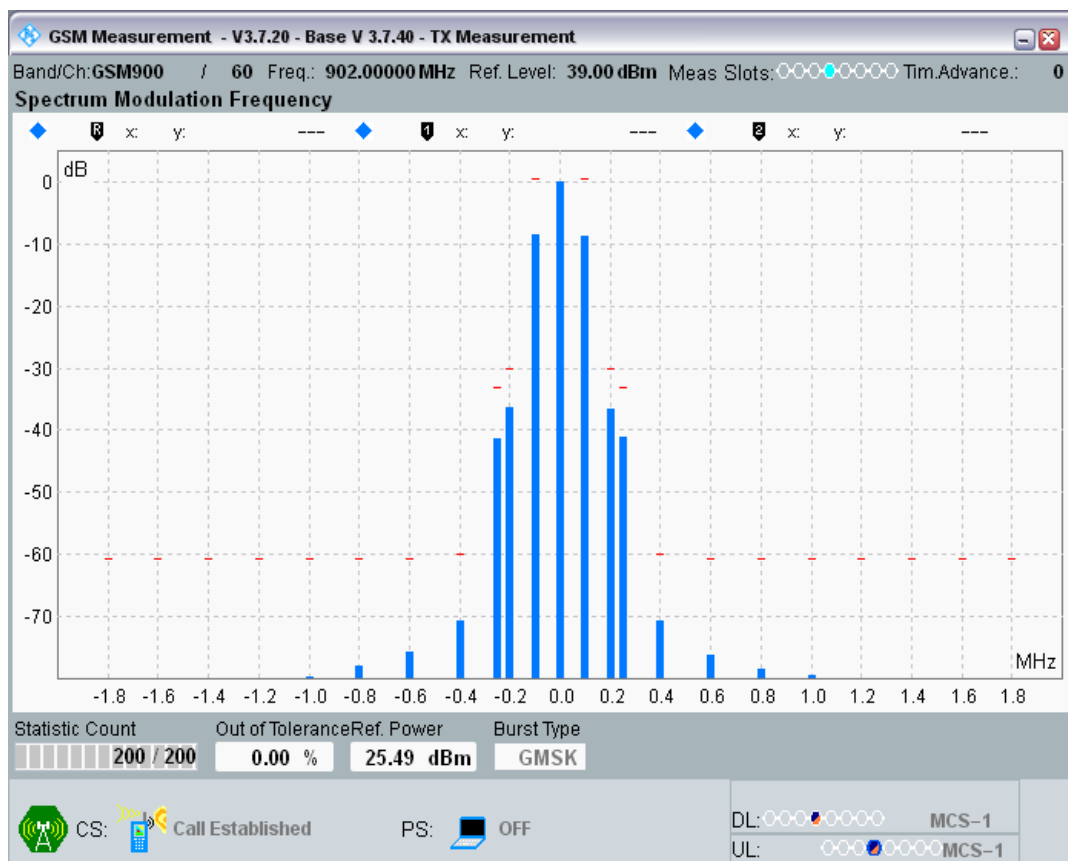 GSM Measurement - V3.7.20 - Base V 3.7.40 - TX Measurement
Band/Ch:GSM900 / 60 Freq.: 902.00000 MHz Ref. Level: 39.00 dBm Meas Slots: Tim.Advance.: 0
Spectrum Modulation Frequency
R x: y: --- 1 x: y: --- 2 x: y: ---
dB
0
-10
-20
-30
-40
-50
-60
-70
MHz
-1.8 -1.6 -1.4 -1.2 -1.0 -0.8 -0.6 -0.4 -0.2 0.0 0.2 0.4 0.6 0.8 1.0 1.2 1.4 1.6 1.8
Statistic Count Out of Tolerance Ref. Power Burst Type
200 / 200 0.00 % 25.49 dBm GMSK
CS: Call Established PS: OFF DL: MCS-1
UL: MCS-1